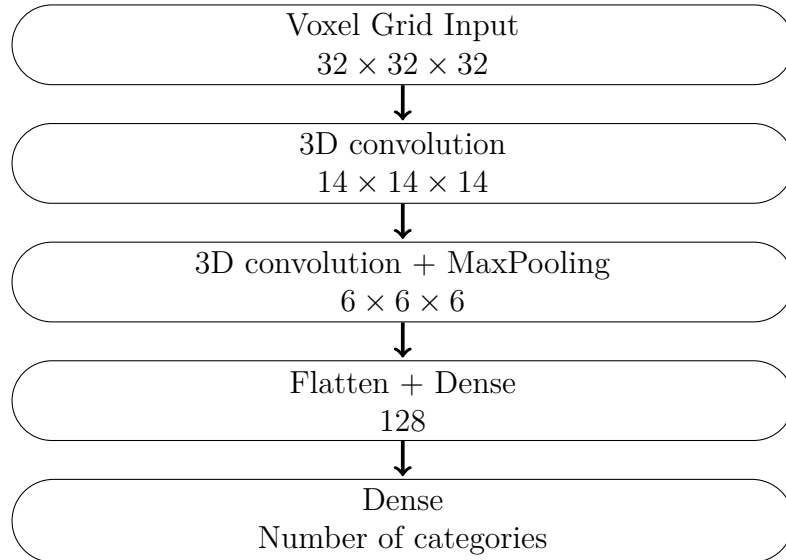 Voxel Grid Input
32 × 32 × 32
3D convolution
14 × 14 × 14
3D convolution + MaxPooling
6 × 6 × 6
Flatten + Dense
128
Dense
Number of categories